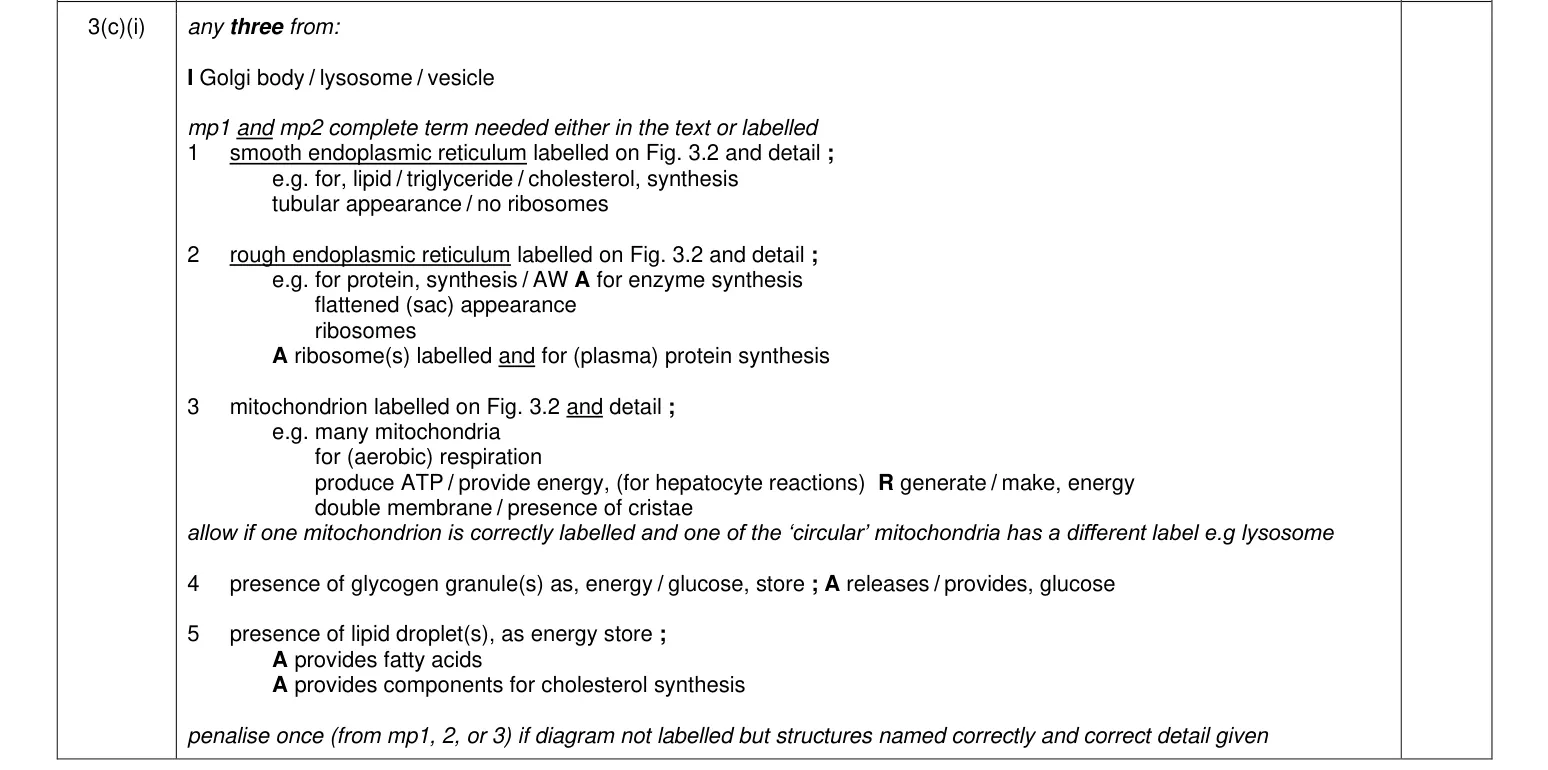 3(c)(i) any three from:
I Golgi body / lysosome / vesicle
mp1 and mp2 complete term needed either in the text or labelled
1 smooth endoplasmic reticulum labelled on Fig. 3.2 and detail ;
e.g. for, lipid / triglyceride / cholesterol, synthesis
tubular appearance / no ribosomes
2 rough endoplasmic reticulum labelled on Fig. 3.2 and detail ;
e.g. for protein, synthesis / AW A for enzyme synthesis
flattened (sac) appearance
ribosomes
A ribosome(s) labelled and for (plasma) protein synthesis
3 mitochondrion labelled on Fig. 3.2 and detail ;
e.g. many mitochondria
for (aerobic) respiration
produce ATP / provide energy, (for hepatocyte reactions) R generate / make, energy
double membrane / presence of cristae
allow if one mitochondrion is correctly labelled and one of the ‘circular’ mitochondria has a different label e.g lysosome
4 presence of glycogen granule(s) as, energy / glucose, store ; A releases / provides, glucose
5 presence of lipid droplet(s), as energy store ;
A provides fatty acids
A provides components for cholesterol synthesis
penalise once (from mp1, 2, or 3) if diagram not labelled but structures named correctly and correct detail given